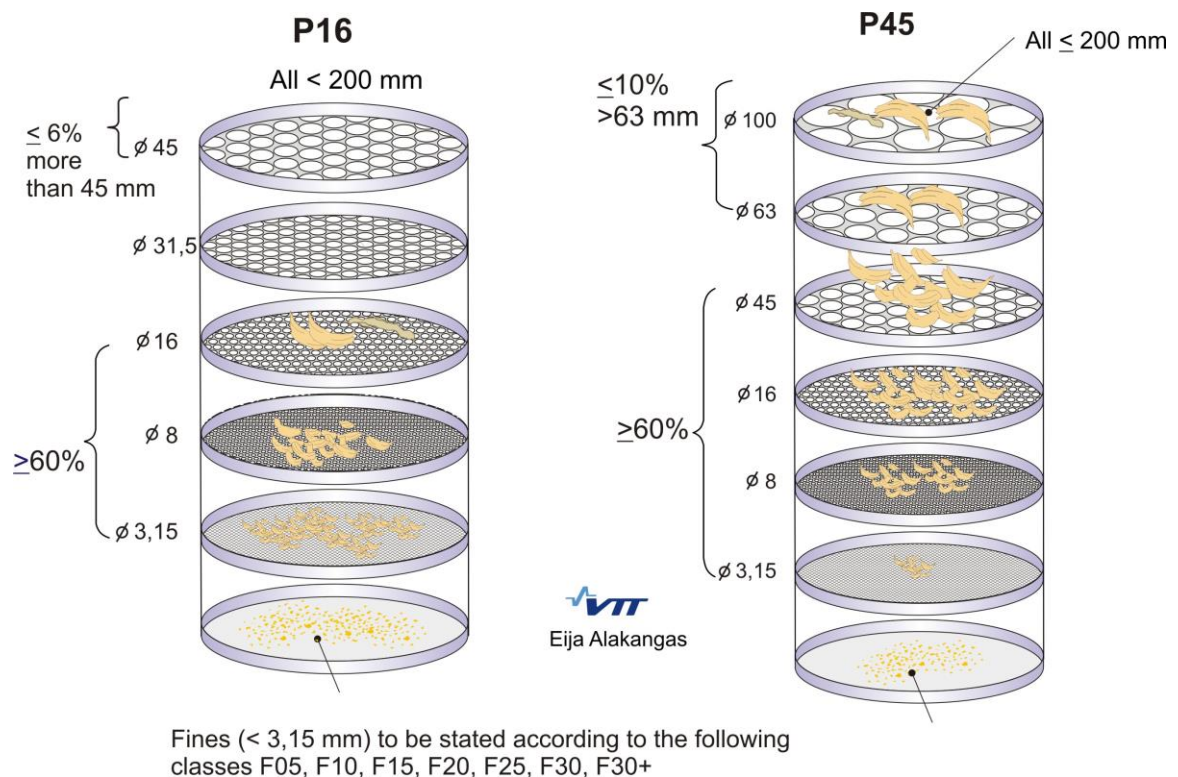 P16
All < 200 mm
≤ 6%
more
than 45 mm
ø 45
ø 31,5
ø 16
ø 8
≥60%
ø 3,15
P45
All ≤ 200 mm
≤10%
>63 mm
ø 100
ø 63
ø 45
ø 16
≥60%
ø 8
ø 3,15
VTT
Eija Alakangas
Fines (< 3,15 mm) to be stated according to the following
classes F05, F10, F15, F20, F25, F30, F30+